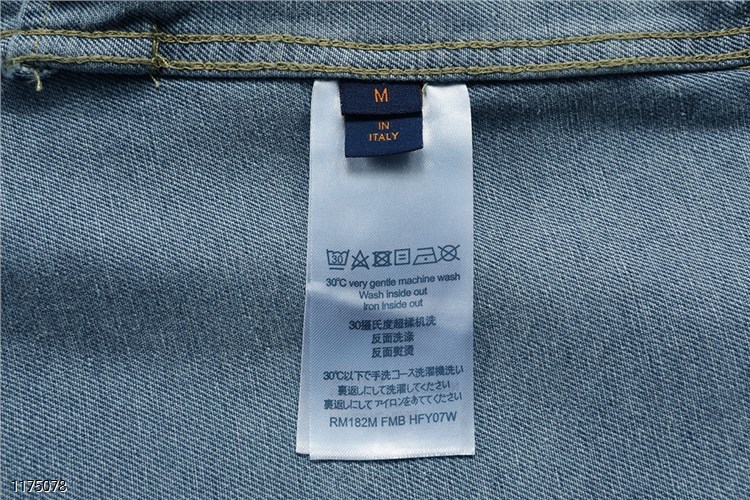 M
IN
ITALY
30
30℃ very gentle machine wash
Wash inside out
Iron Inside out
30摄氏度超揉机洗
反面洗涤
反面熨烫
30℃以下で手洗コース洗濯機洗い
裏返しにして洗濯してください
裏返しにして アイロンをあててください
RM182M FMB HFY07W
1175078